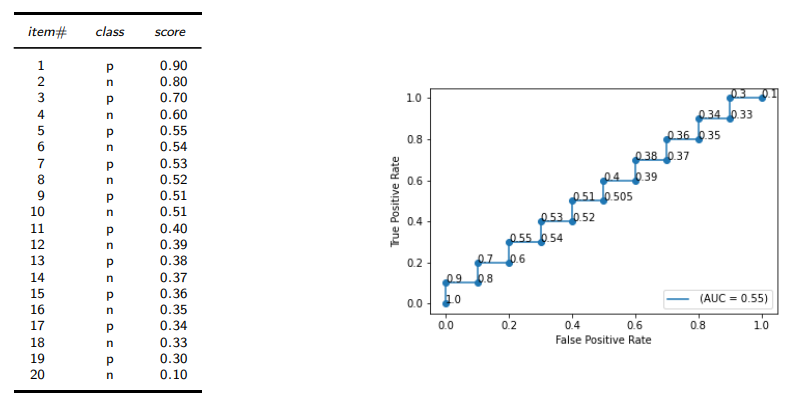 item# class score
1 p 0.90
2 n 0.80
3 p 0.70
4 n 0.60
5 p 0.55
6 n 0.54
7 p 0.53
8 n 0.52
9 p 0.51
10 n 0.51
11 p 0.40
12 n 0.39
13 p 0.38
14 n 0.37
15 p 0.36
16 n 0.35
17 p 0.34
18 n 0.33
19 p 0.30
20 n 0.10
True Positive Rate
1.0
0.8
0.6
0.4
0.2
0.0
0.3 0.1
0.34 0.33
0.36 0.35
0.38 0.37
0.4 0.39
0.51 0.505
0.53 0.52
0.55 0.54
0.7 0.6
0.9 0.8
1.0
(AUC = 0.55)
0.0 0.2 0.4 0.6 0.8 1.0
False Positive Rate